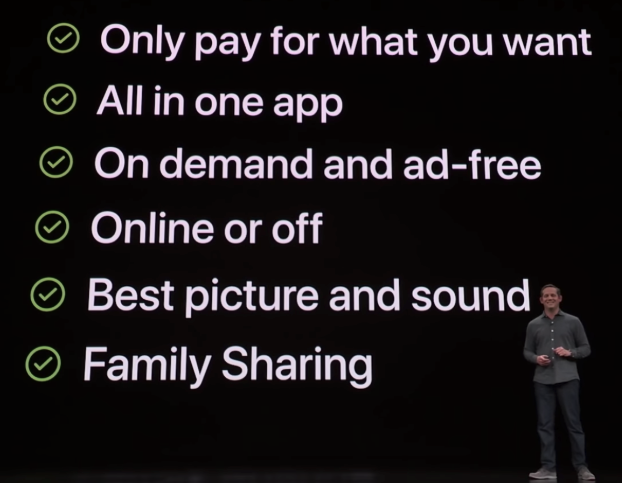 Only pay for what you want
All in one app
On demand and ad-free
Online or off
Best picture and sound
Family Sharing